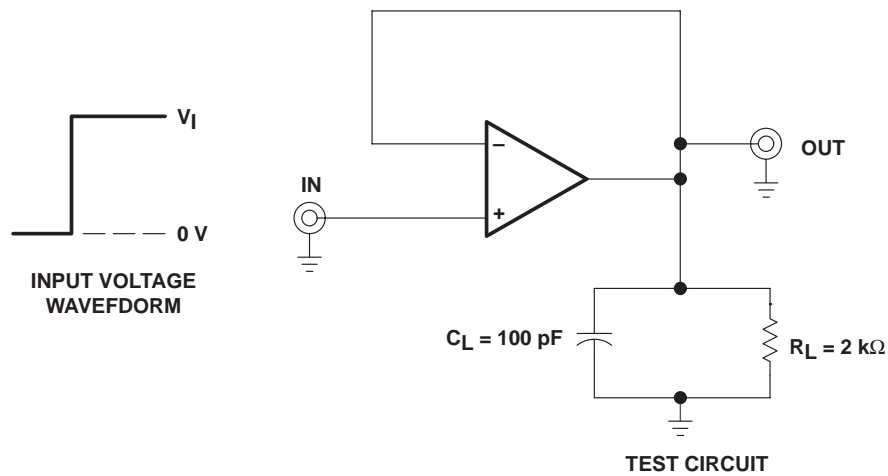 VI
0 V
INPUT VOLTAGE
WAVEFDORM
IN
−
+
OUT
CL = 100 pF
RL = 2 kΩ
TEST CIRCUIT